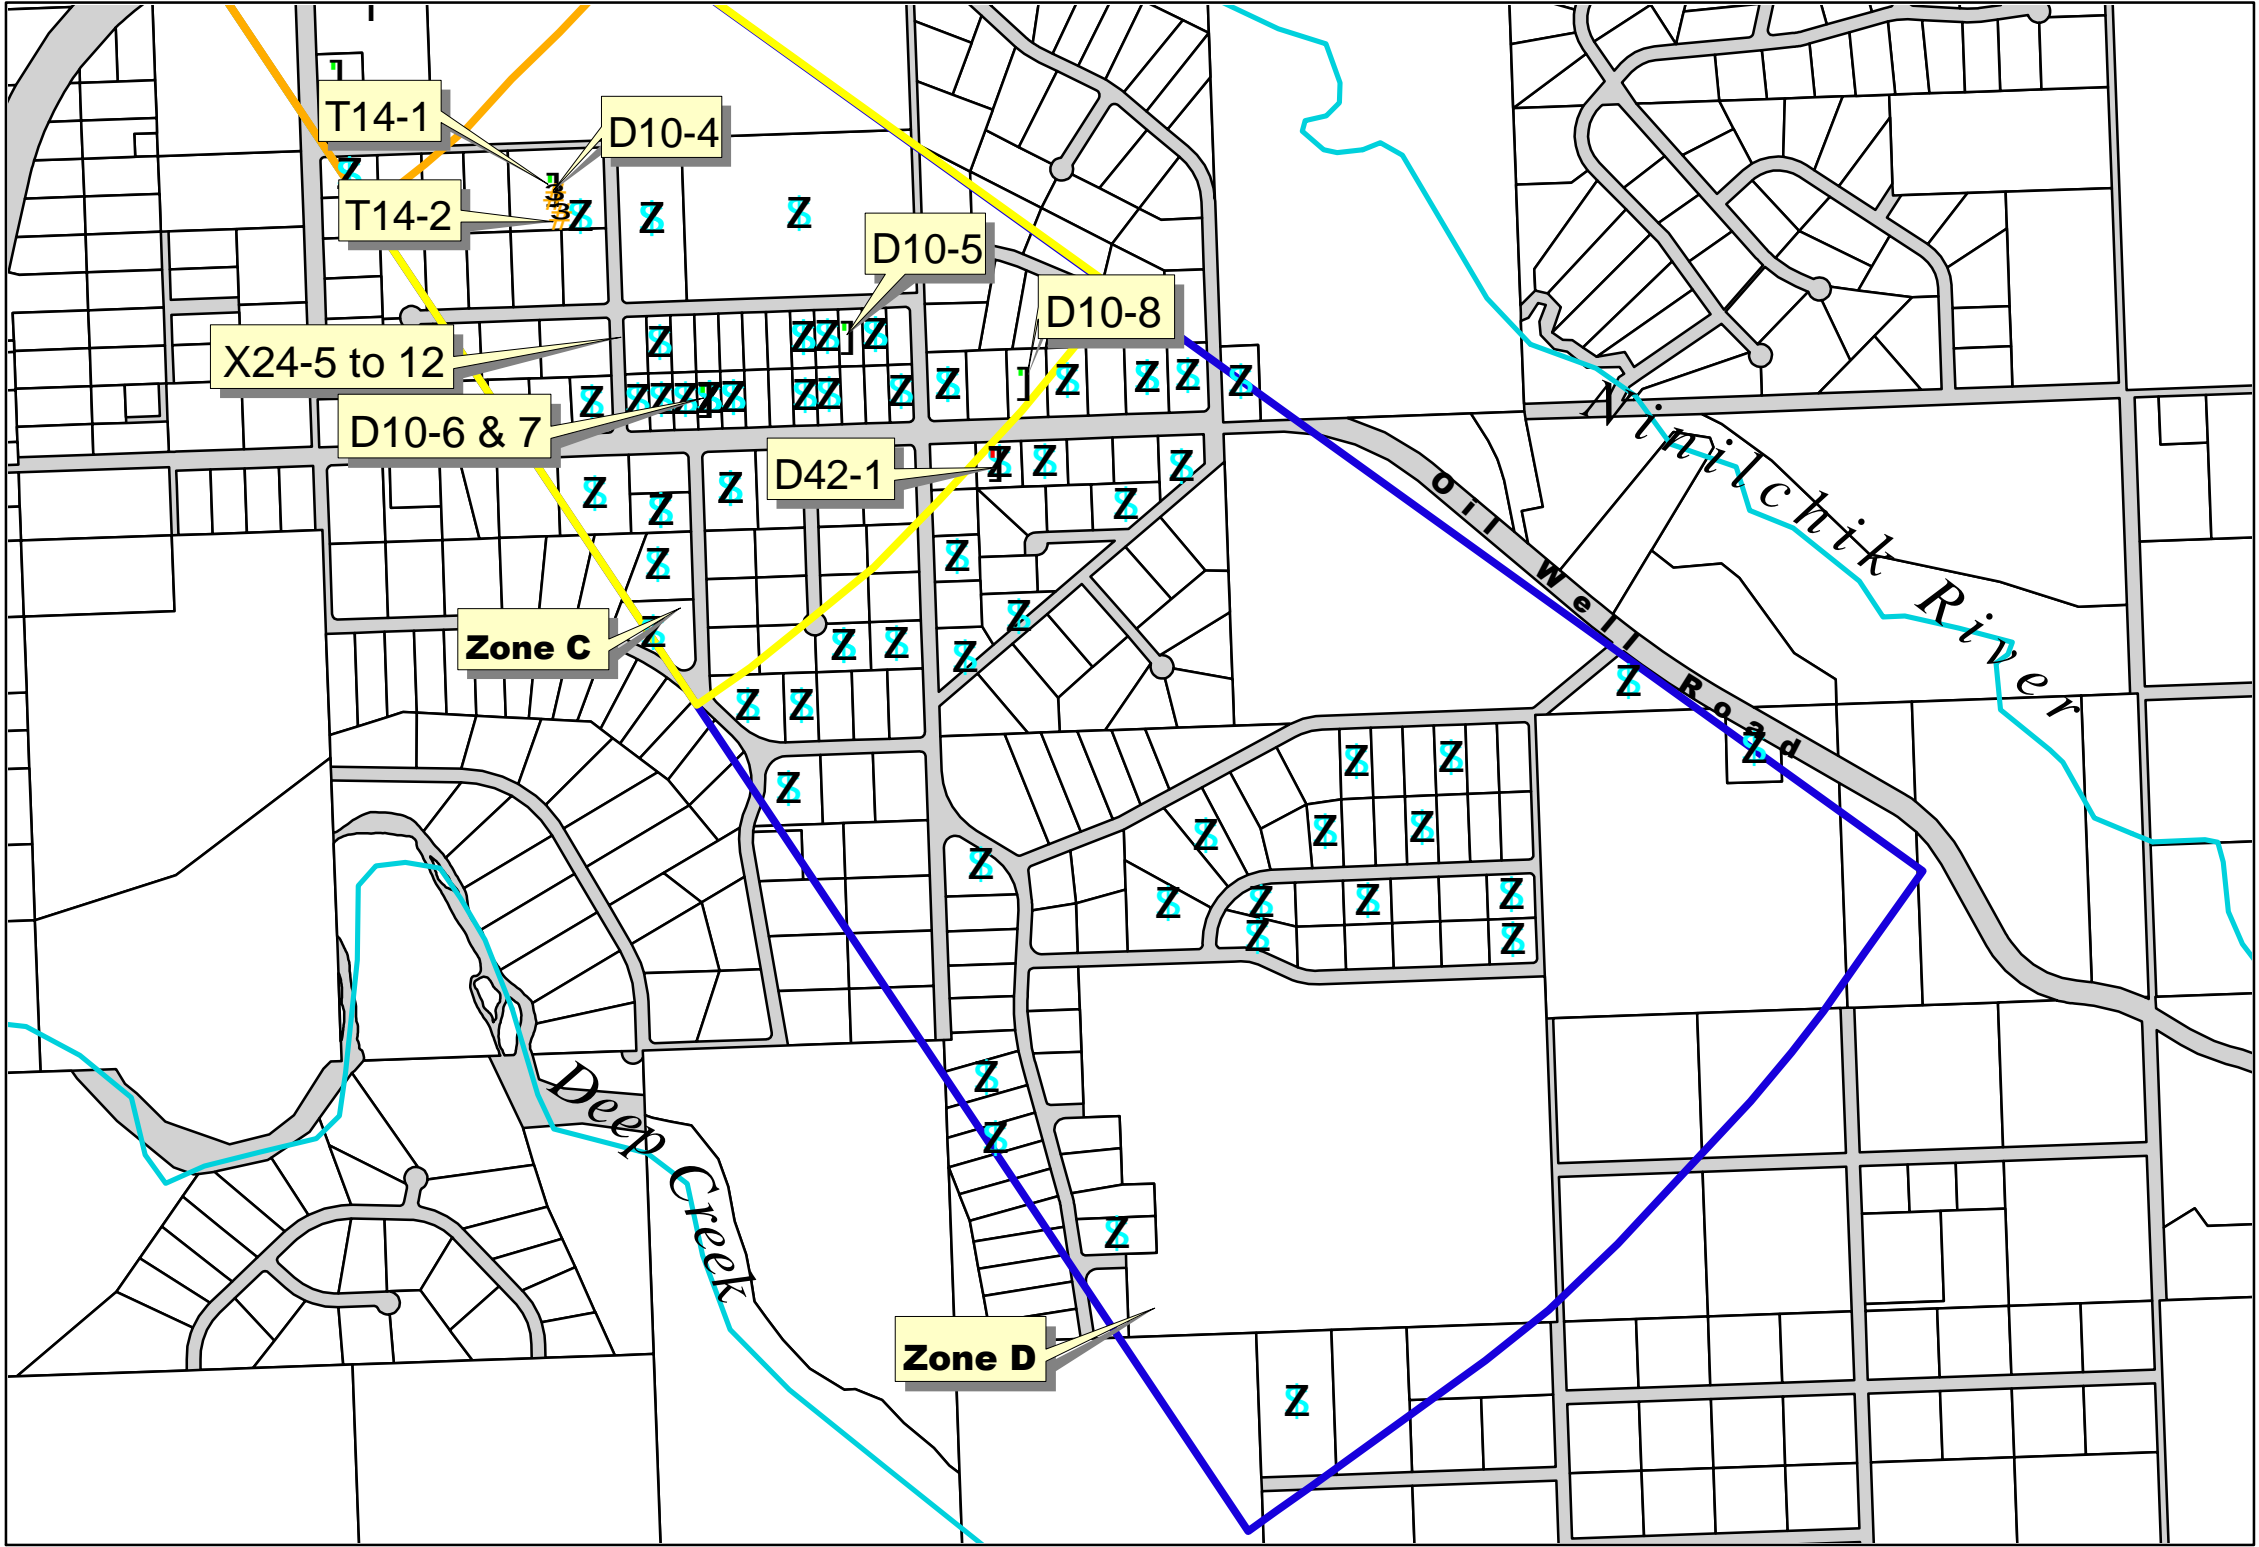 T14-1
D10-4
T14-2
D10-5
D10-8
X24-5 to 12
D10-6 & 7
D42-1
Ninilchik River
Oil Well Road
Zone C
Deep Creek
Zone D